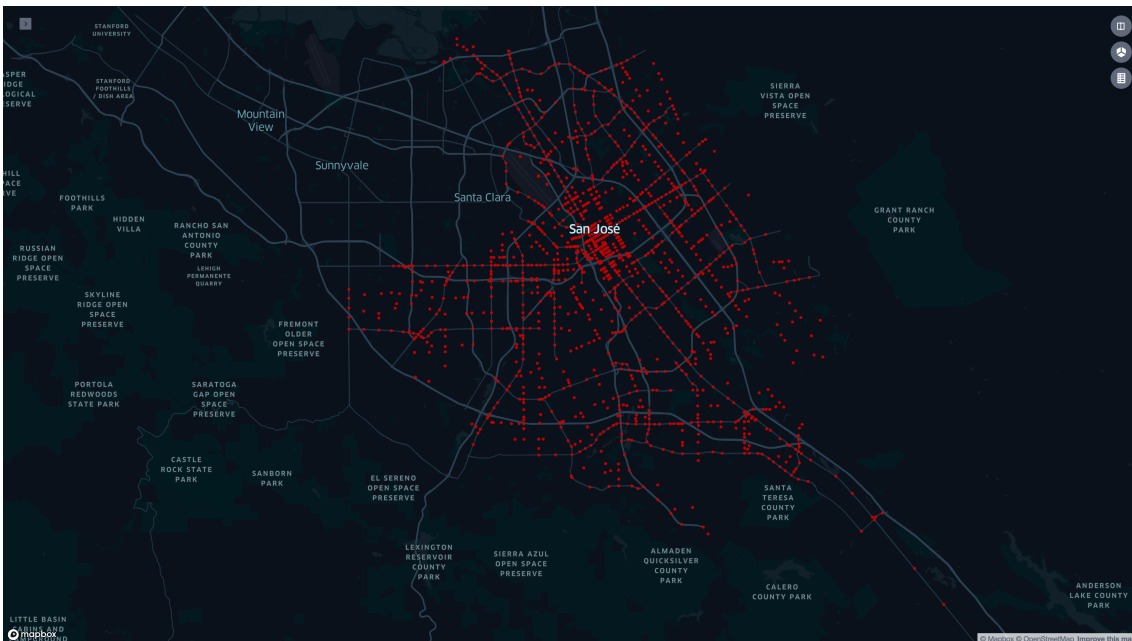 STANFORD
UNIVERSITY
STANFORD
FOOTHILLS
/ DISH AREA
ASPER
IDGE
LOGICAL
ESERVE
Mountain
View
Sunnyvale
Santa Clara
San José
SIERRA
VISTA OPEN
SPACE
PRESERVE
HILL
PACE
RVE
FOOTHILLS
PARK
HIDDEN
VILLA
RANCHO SAN
ANTONIO
COUNTY
PARK
LEHIGH
PERMANENTE
QUARRY
GRANT RANCH
COUNTY
PARK
RUSSIAN
RIDGE OPEN
SPACE
PRESERVE
SKYLINE
RIDGE OPEN
SPACE
PRESERVE
FREMONT
OLDER
OPEN SPACE
PRESERVE
PORTOLA
REDWOODS
STATE PARK
SARATOGA
GAP OPEN
SPACE
PRESERVE
CASTLE
ROCK STATE
PARK
SANBORN
PARK
EL SERENO
OPEN SPACE
PRESERVE
SANTA
TERESA
COUNTY
PARK
LEXINGTON
RESERVOIR
COUNTY
PARK
SIERRA AZUL
OPEN SPACE
PRESERVE
ALMADEN
QUICKSILVER
COUNTY
PARK
CALERO
COUNTY PARK
ANDERSON
LAKE COUNTY
PARK
LITTLE BASIN
CABINS AND
mapbox
© Mapbox © OpenStreetMap Improve this ma